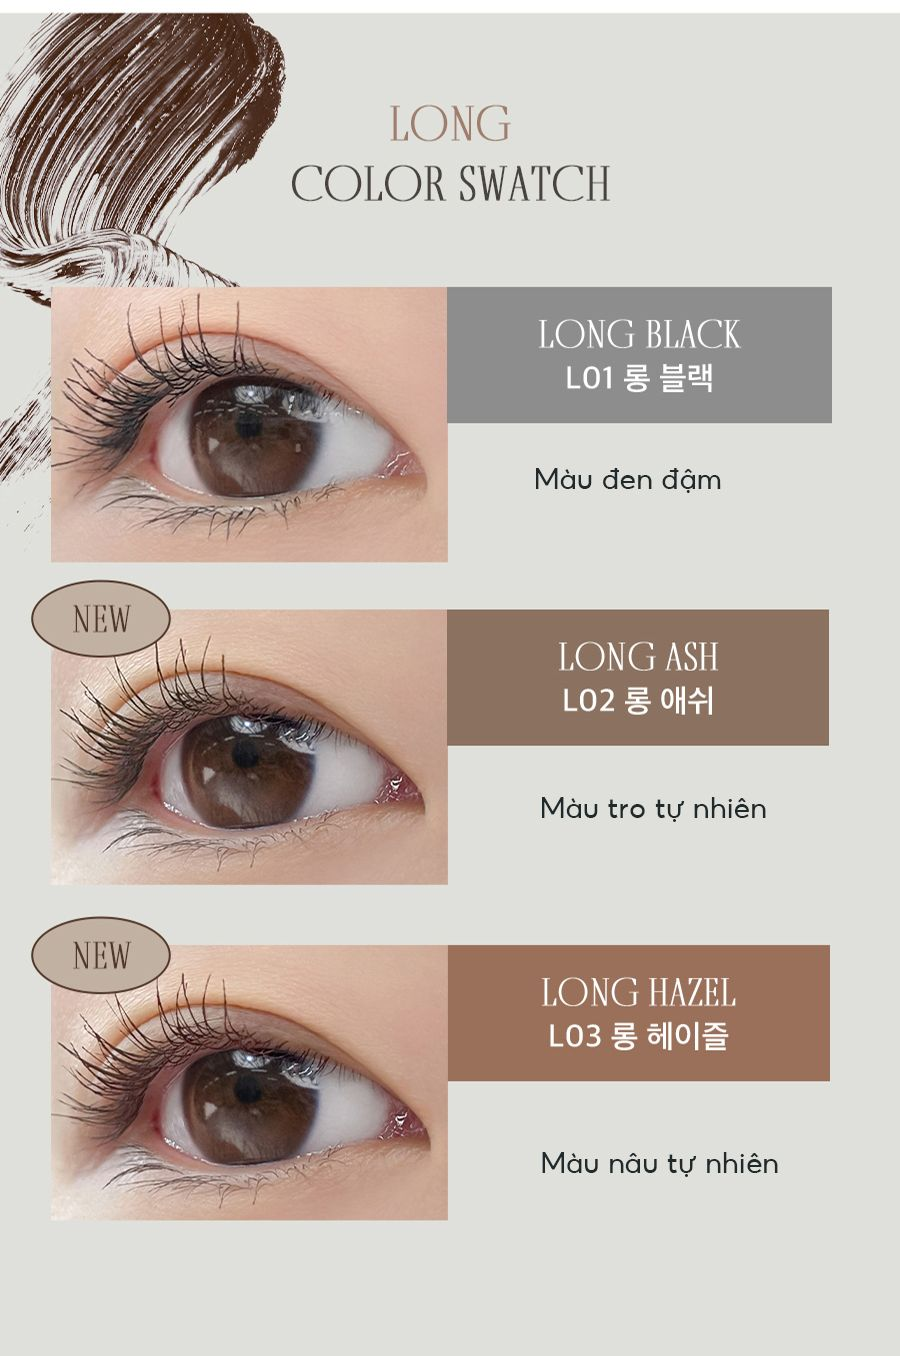 LONG
COLOR SWATCH
LONG BLACK
L01 롱 블랙
Màu đen đậm
NEW
LONG ASH
L02 롱 애쉬
Màu tro tự nhiên
NEW
LONG HAZEL
L03 롱 헤이즐
Màu nâu tự nhiên